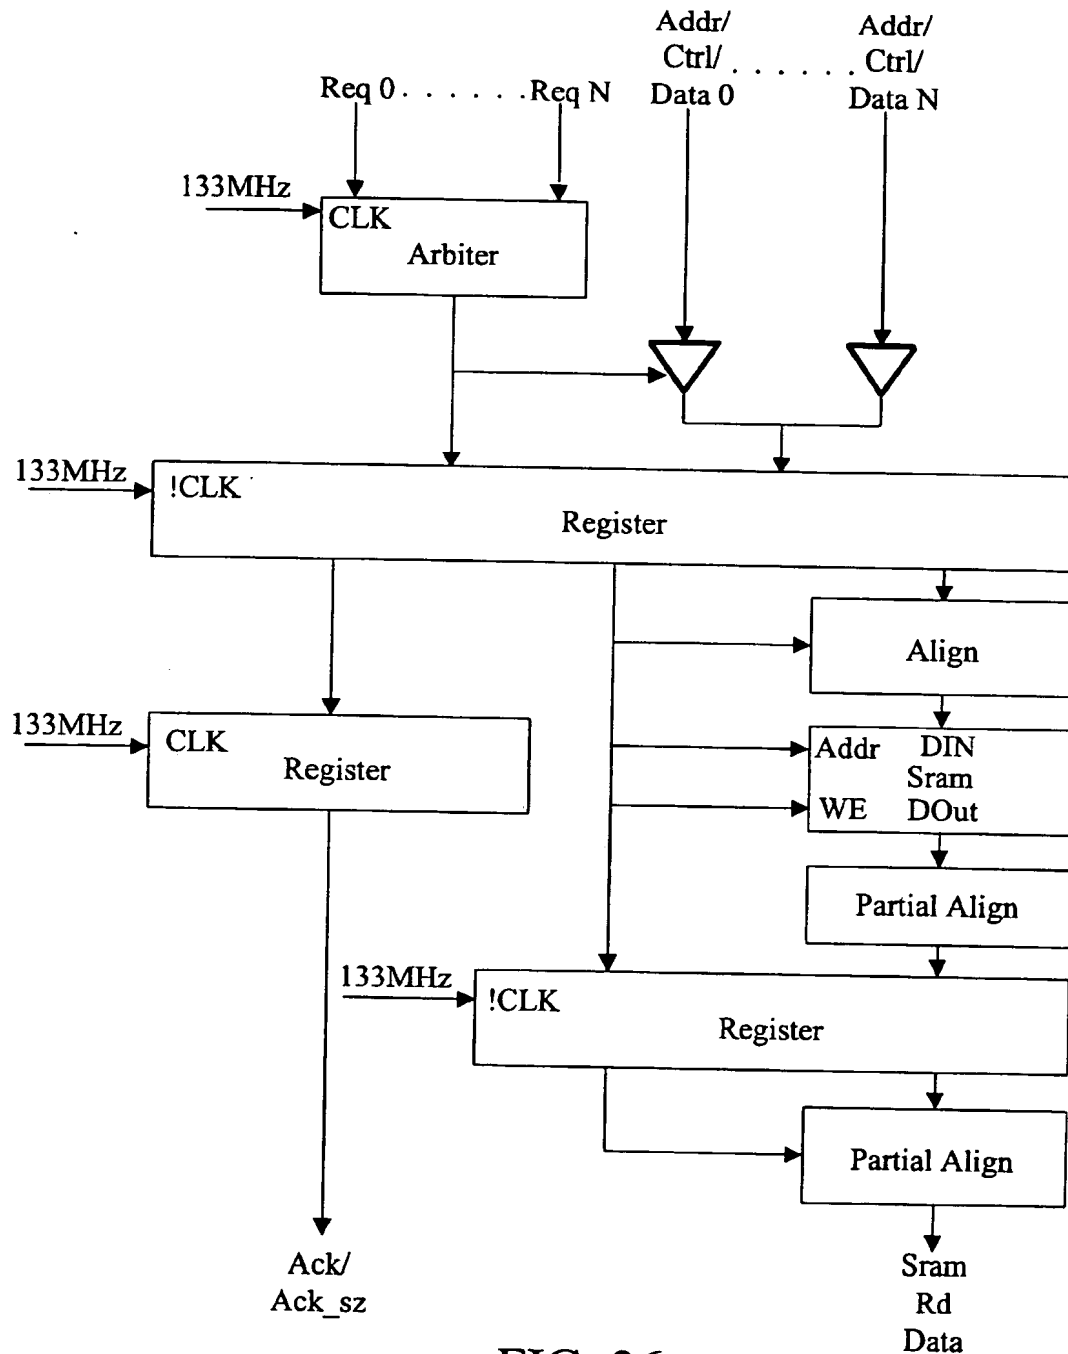 Addr/
Ctrl/
Data 0
. . . . . .
Addr/
Ctrl/
Data N
Req 0 . . . . . . Req N
133MHz
CLK
Arbiter
133MHz
!CLK
Register
Align
133MHz
CLK
Register
Addr DIN
Sram
WE DOut
Partial Align
133MHz
!CLK
Register
Partial Align
Ack/
Ack_sz
Sram
Rd
Data